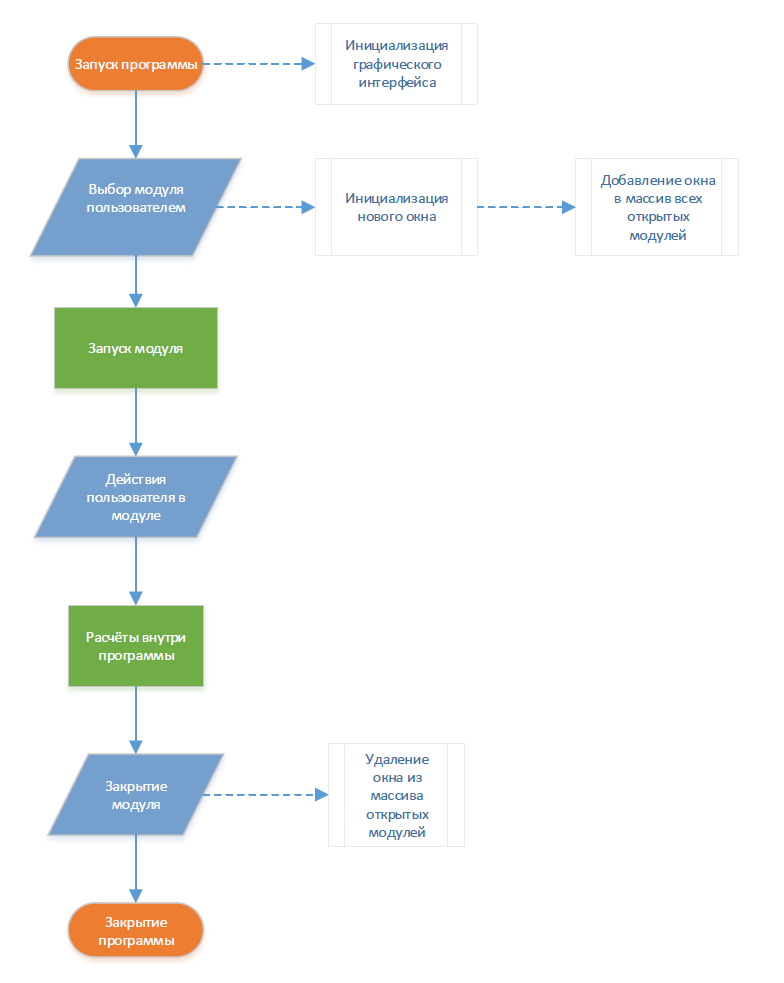 Запуск программы
Инициализация
графического
интерфейса
Выбор модуля
пользователем
Инициализация
нового окна
Добавление окна
в массив всех
открытых
модулей
Запуск модуля
Действия
пользователя в
модуле
Расчёты внутри
программы
Закрытие
модуля
Удаление
окна из
массива
открытых
модулей
Закрытие
программы